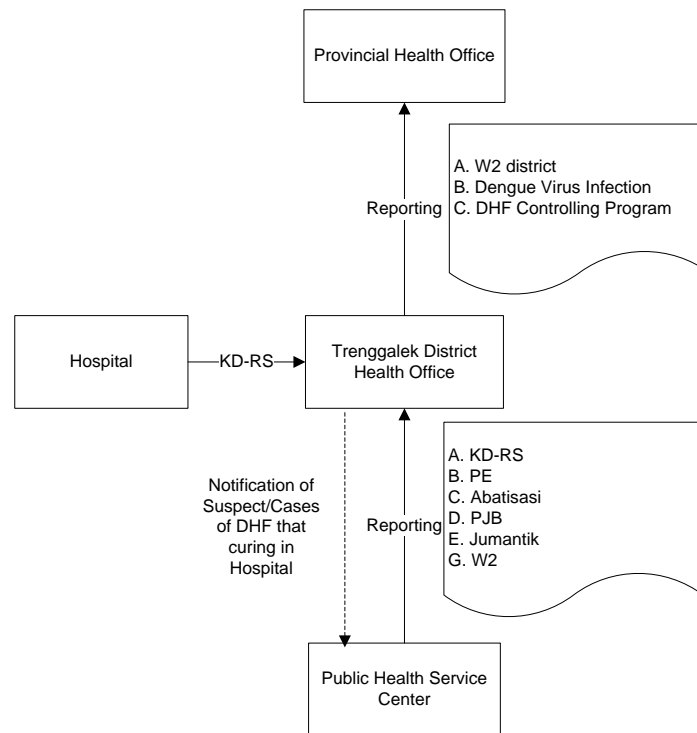 Provincial Health Office
A. W2 district
B. Dengue Virus Infection
C. DHF Controlling Program
Reporting
Hospital
KD-RS
Trenggalek District
Health Office
A. KD-RS
B. PE
C. Abatisasi
D. PJB
E. Jumantik
G. W2
Notification of
Suspect/Cases
of DHF that
curing in
Hospital
Reporting
Public Health Service
Center